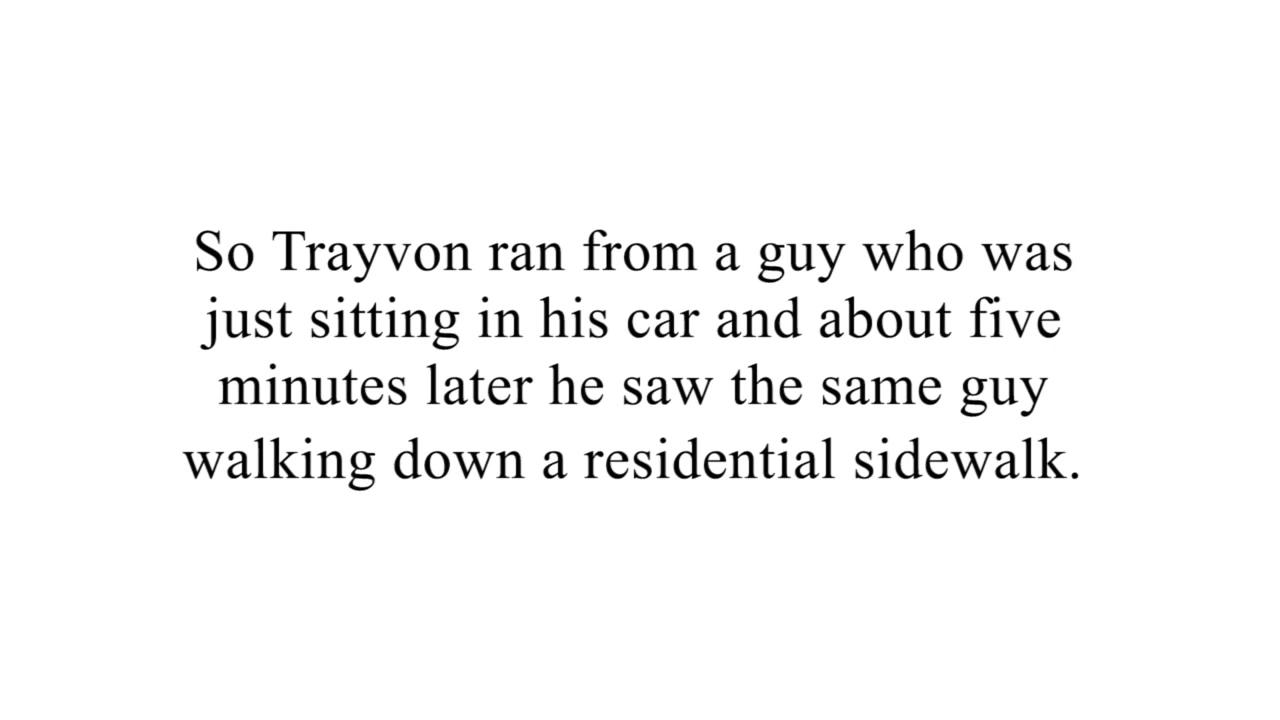 So Trayvon ran from a guy who was
just sitting in his car and about five
minutes later he saw the same guy
walking down a residential sidewalk.